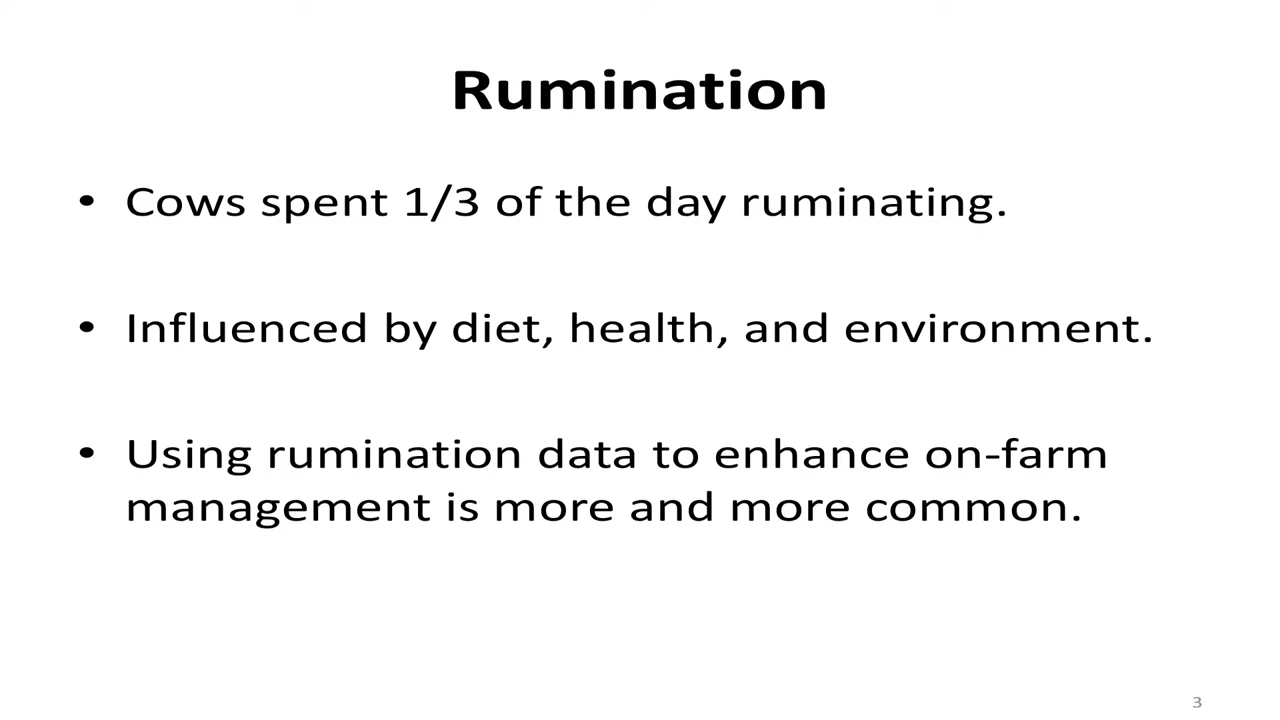 Rumination
• Cows spent 1/3 of the day ruminating.
• Influenced by diet, health, and environment.
• Using rumination data to enhance on-farm
management is more and more common.
3